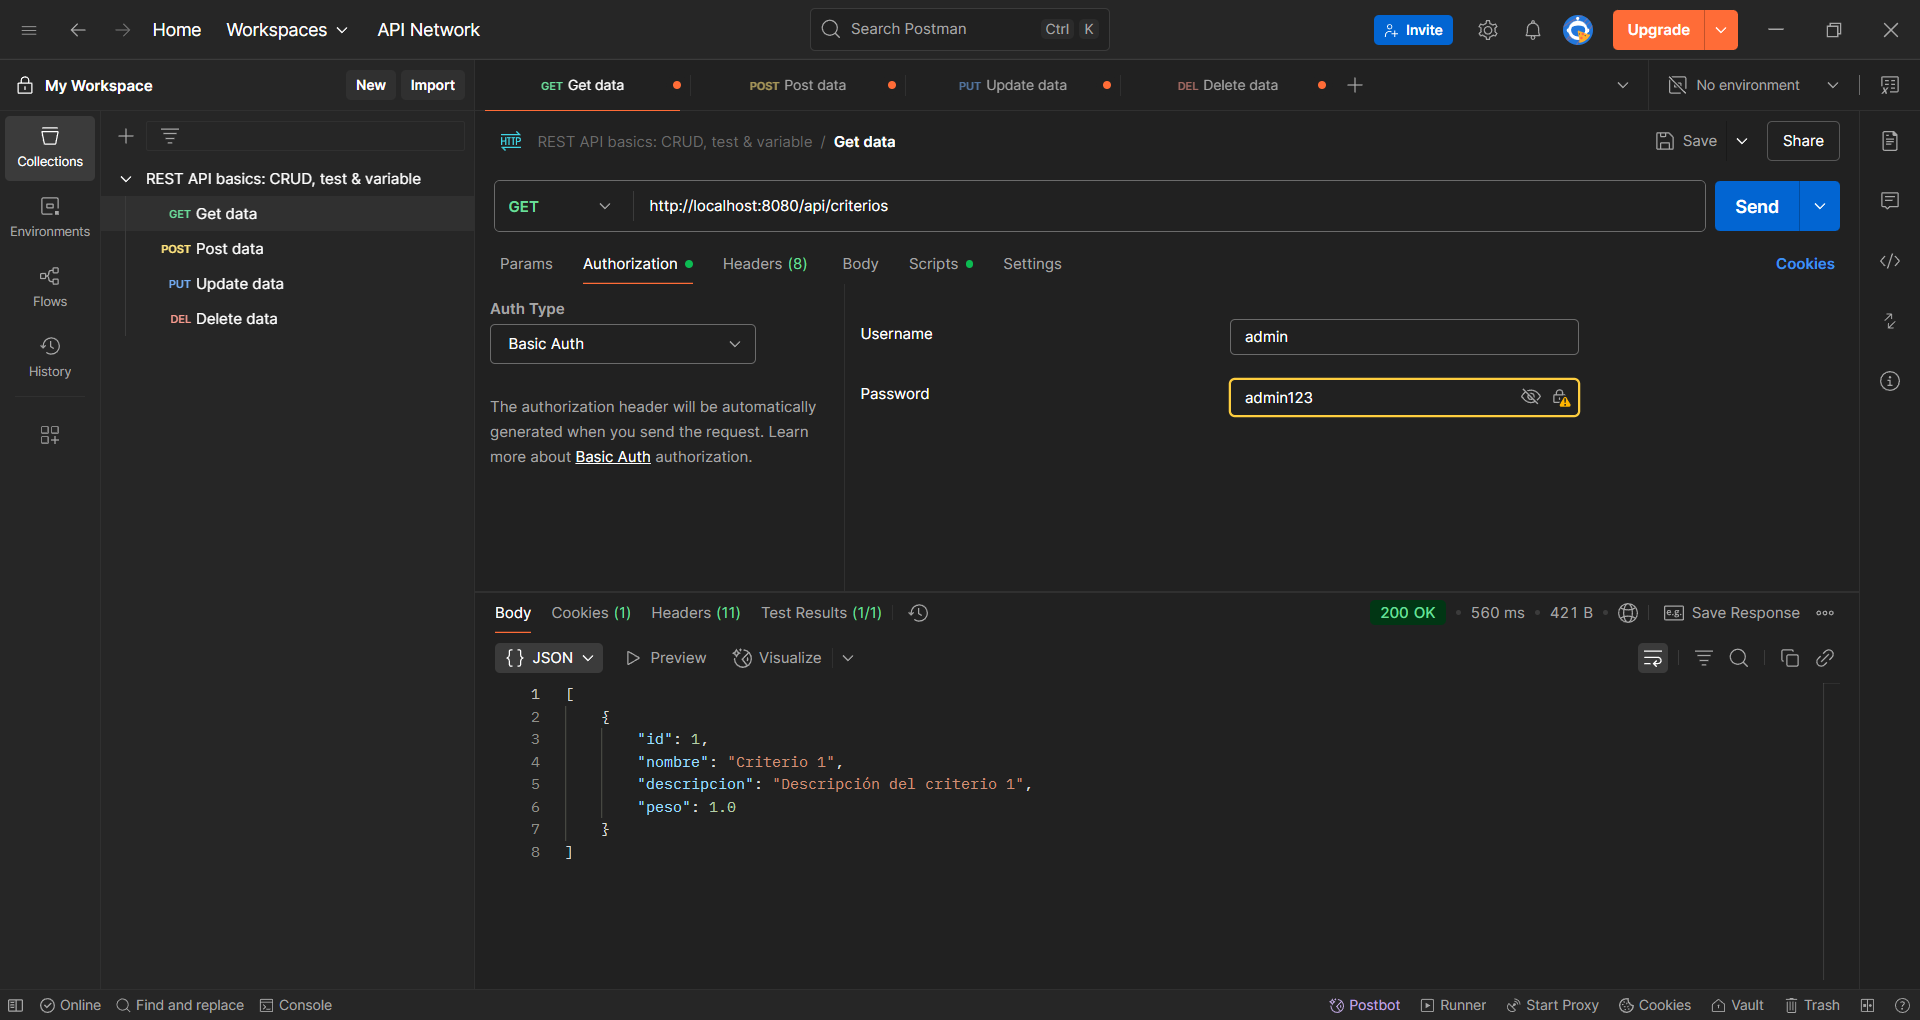 Home Workspaces API Network Search Postman Ctrl K Invite Upgrade
My Workspace New Import GET Get data POST Post data PUT Update data DEL Delete data No environment
Collections
Environments
Flows
History
REST API basics: CRUD, test & variable
GET Get data
POST Post data
PUT Update data
DEL Delete data
HTTP REST API basics: CRUD, test & variable / Get data Save Share
GET http://localhost:8080/api/criterios Send
Params Authorization Headers (8) Body Scripts Settings Cookies
Auth Type
Basic Auth
The authorization header will be automatically
generated when you send the request. Learn
more about Basic Auth authorization.
Username admin
Password admin123
Body Cookies (1) Headers (11) Test Results (1/1) 200 OK • 560 ms • 421 B e.g. Save Response
{} JSON Preview Visualize
1 [
2 {
3 "id": 1,
4 "nombre": "Criterio 1",
5 "descripcion": "Descripción del criterio 1",
6 "peso": 1.0
7 }
8 ]
Online Find and replace Console Postbot Runner Start Proxy Cookies Vault Trash